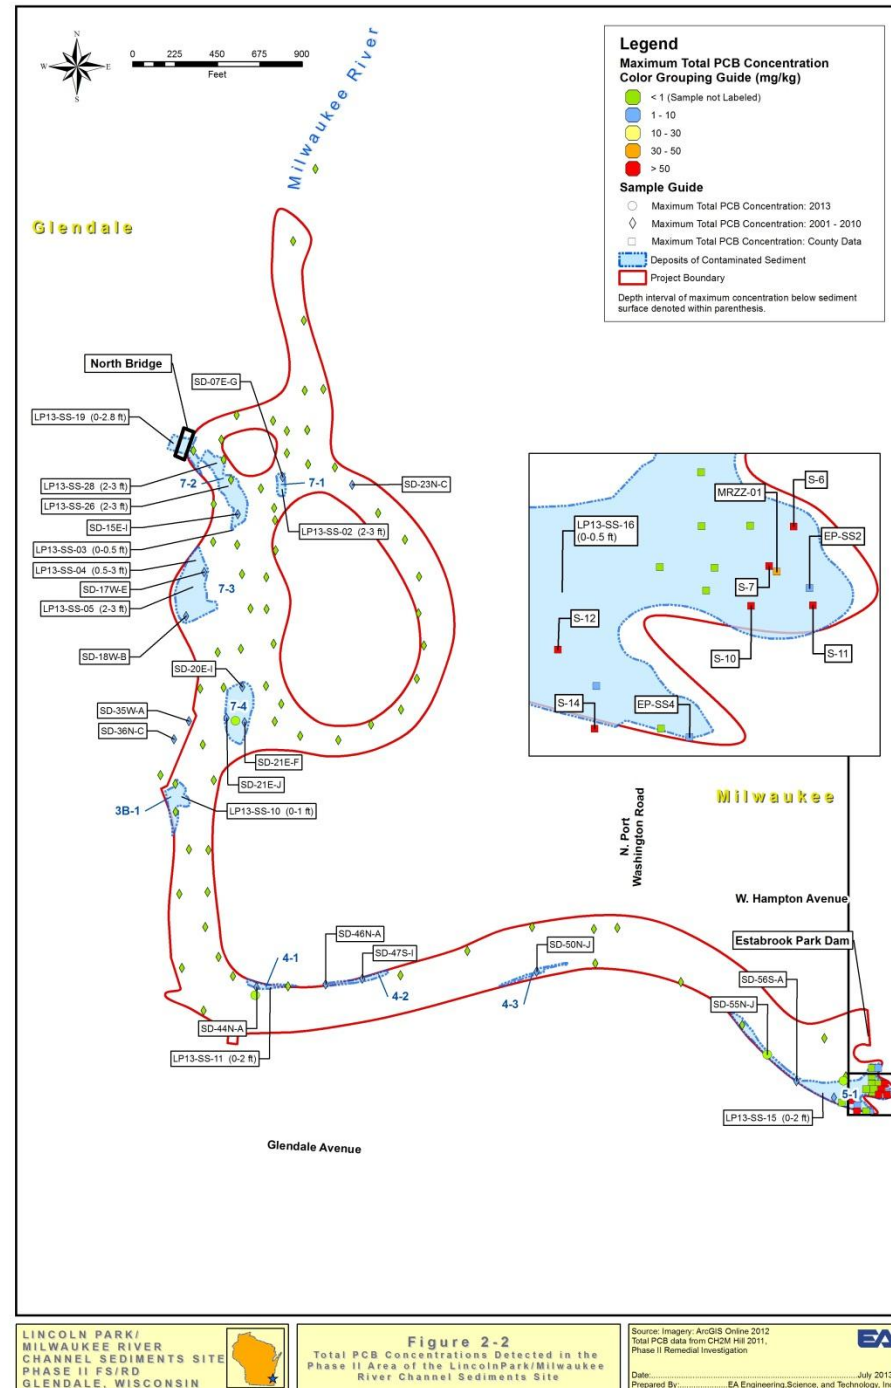 N
W
E
S
0 225 450 675 900
Feet
Milwaukee River
Legend
Maximum Total PCB Concentration
Color Grouping Guide (mg/kg)
< 1 (Sample not Labeled)
1 - 10
10 - 30
30 - 50
> 50
Sample Guide
Maximum Total PCB Concentration: 2013
Maximum Total PCB Concentration: 2001 - 2010
Maximum Total PCB Concentration: County Data
Deposits of Contaminated Sediment
Project Boundary
Depth interval of maximum concentration below sediment
surface denoted within parenthesis.
Glendale
North Bridge
SD-07E-G
LP13-SS-19 (0-2.8 ft)
LP13-SS-28 (2-3 ft)
7-2
7-1
SD-23N-C
LP13-SS-26 (2-3 ft)
SD-15E-I
LP13-SS-02 (2-3 ft)
LP13-SS-03 (0-0.5 ft)
LP13-SS-04 (0.5-3 ft)
SD-17W-E
7-3
LP13-SS-05 (2-3 ft)
SD-18W-B
SD-20E-I
7-4
SD-35W-A
SD-36N-C
SD-21E-F
SD-21E-J
3B-1
LP13-SS-10 (0-1 ft)
S-6
MRZZ-01
LP13-SS-16
(0-0.5 ft)
EP-SS2
S-7
S-12
S-10
S-11
S-14
EP-SS4
Milwaukee
N. Port
Washington Road
W. Hampton Avenue
Estabrook Park Dam
SD-46N-A
4-1
SD-47S-I
SD-50N-J
4-2
4-3
SD-56S-A
SD-55N-J
SD-44N-A
LP13-SS-11 (0-2 ft)
5-1
LP13-SS-15 (0-2 ft)
Glendale Avenue
LINCOLN PARK/
MILWAUKEE RIVER
CHANNEL SEDIMENTS SITE
PHASE II FS/RD
GLENDALE, WISCONSIN
Figure 2-2
Total PCB Concentrations Detected in the
Phase II Area of the LincolnPark/Milwaukee
River Channel Sediments Site
Source: Imagery: ArcGIS Online 2012
Total PCB data from CH2M Hill 2011,
Phase II Remedial Investigation
EA
Date: July 2013
Prepared By: EA Engineering,Science, and Technology, Inc